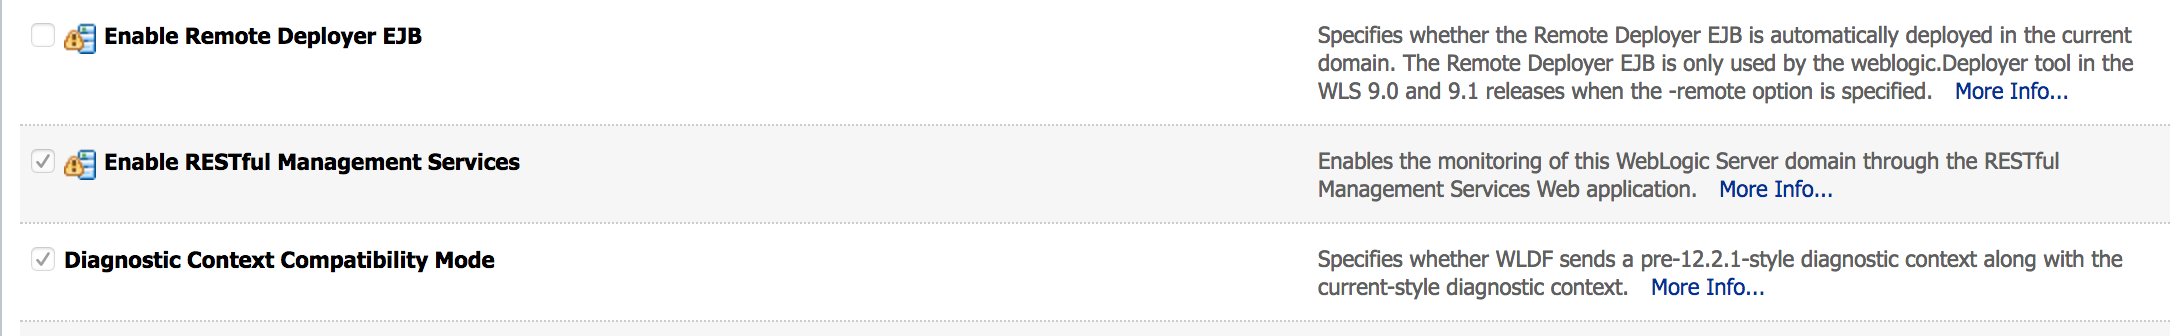 Enable Remote Deployer EJB
Specifies whether the Remote Deployer EJB is automatically deployed in the current
domain. The Remote Deployer EJB is only used by the weblogic.Deployer tool in the
WLS 9.0 and 9.1 releases when the -remote option is specified. More Info...
Enable RESTful Management Services
Enables the monitoring of this WebLogic Server domain through the RESTful
Management Services Web application. More Info...
Diagnostic Context Compatibility Mode
Specifies whether WLDF sends a pre-12.2.1-style diagnostic context along with the
current-style diagnostic context. More Info...